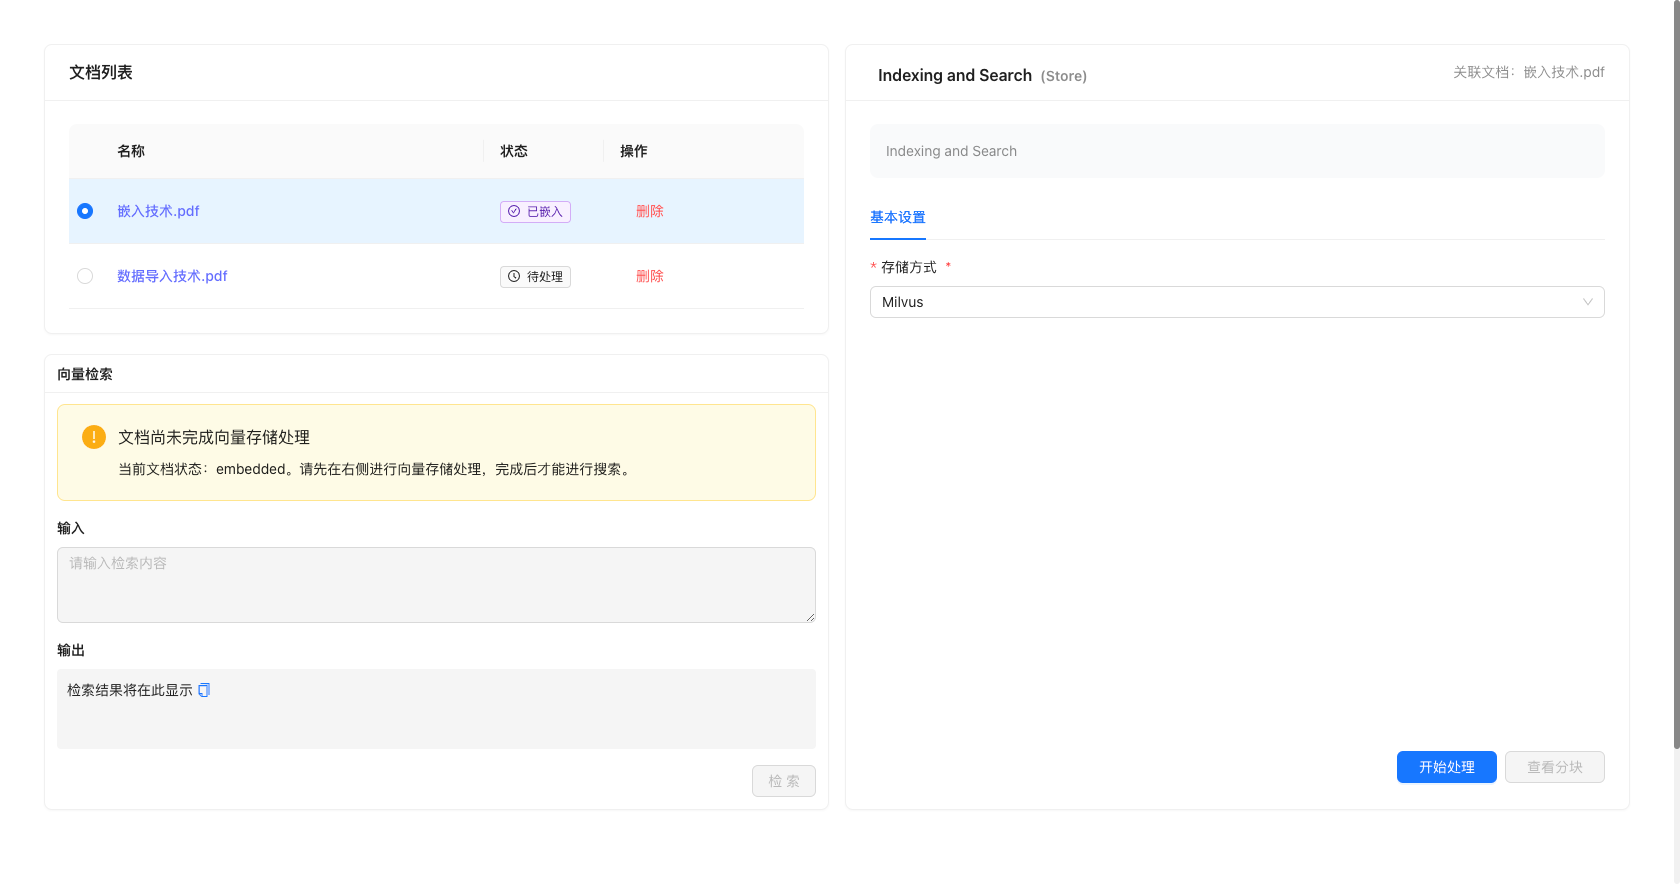 文档列表
名称 状态 操作
嵌入技术.pdf 已嵌入 删除
数据导入技术.pdf 待处理 删除
向量检索
文档尚未完成向量存储处理
当前文档状态：embedded。请先在右侧进行向量存储处理，完成后才能进行搜索。
输入
请输入检索内容
输出
检索结果将在此显示
检 索
Indexing and Search (Store)
关联文档：嵌入技术.pdf
Indexing and Search
基本设置
* 存储方式 *
Milvus
开始处理 查看分块